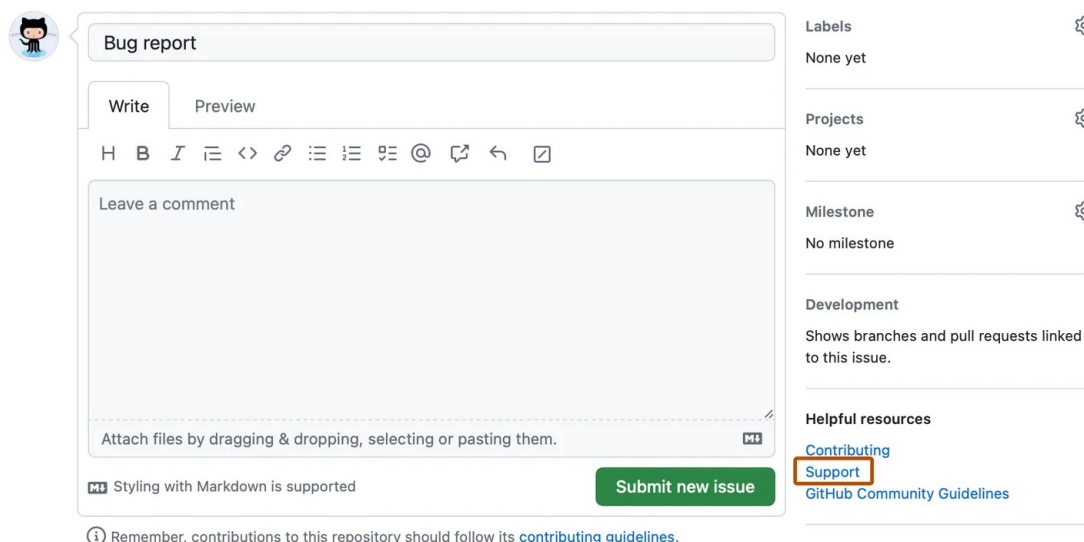 Bug report
Write Preview
Leave a comment
Attach files by dragging & dropping, selecting or pasting them.
Styling with Markdown is supported
Submit new issue
Remember, contributions to this repository should follow its contributing guidelines.
Labels
None yet
Projects
None yet
Milestone
No milestone
Development
Shows branches and pull requests linked
to this issue.
Helpful resources
Contributing
Support
GitHub Community Guidelines